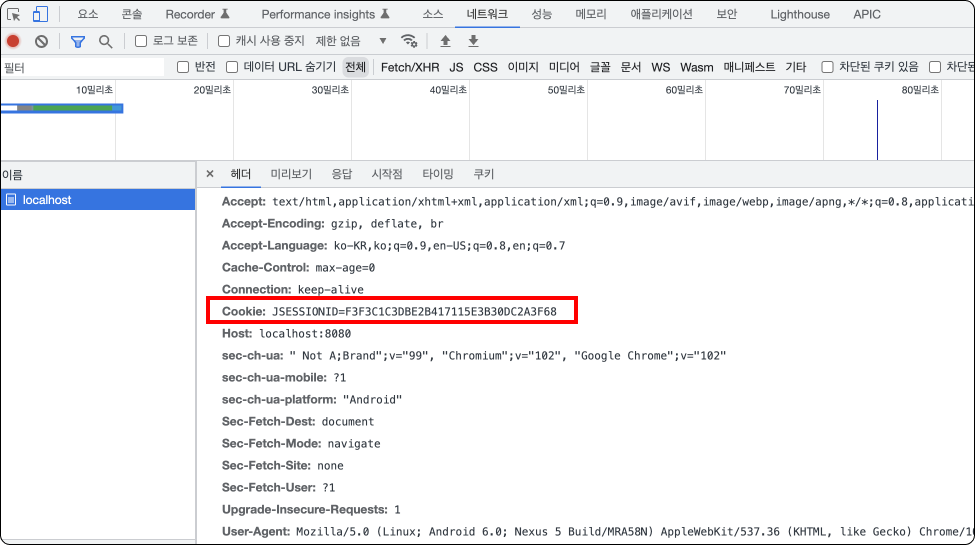 요소 콘솔 Recorder Performance insights 소스 네트워크 성능 메모리 애플리케이션 보안 Lighthouse APIC
로그 보존 캐시 사용 중지 제한 없음
필터 반전 데이터 URL 숨기기 전체 Fetch/XHR JS CSS 이미지 미디어 글꼴 문서 WS Wasm 매니페스트 기타 차단된 쿠키 있음 차단된
10밀리초 20밀리초 30밀리초 40밀리초 50밀리초 60밀리초 70밀리초 80밀리초
이름 × 헤더 미리보기 응답 시작점 타이밍 쿠키
localhost
Accept: text/html,application/xhtml+xml,application/xml;q=0.9,image/avif,image/webp,image/apng,*/*;q=0.8,applicati
Accept-Encoding: gzip, deflate, br
Accept-Language: ko-KR,ko;q=0.9,en-US;q=0.8,en;q=0.7
Cache-Control: max-age=0
Connection: keep-alive
Cookie: JSESSIONID=F3F3C1C3DBE2B417115E3B30DC2A3F68
Host: localhost:8080
sec-ch-ua: " Not A;Brand";v="99", "Chromium";v="102", "Google Chrome";v="102"
sec-ch-ua-mobile: ?1
sec-ch-ua-platform: "Android"
Sec-Fetch-Dest: document
Sec-Fetch-Mode: navigate
Sec-Fetch-Site: none
Sec-Fetch-User: ?1
Upgrade-Insecure-Requests: 1
User-Agent: Mozilla/5.0 (Linux; Android 6.0; Nexus 5 Build/MRA58N) AppleWebKit/537.36 (KHTML, like Gecko) Chrome/10